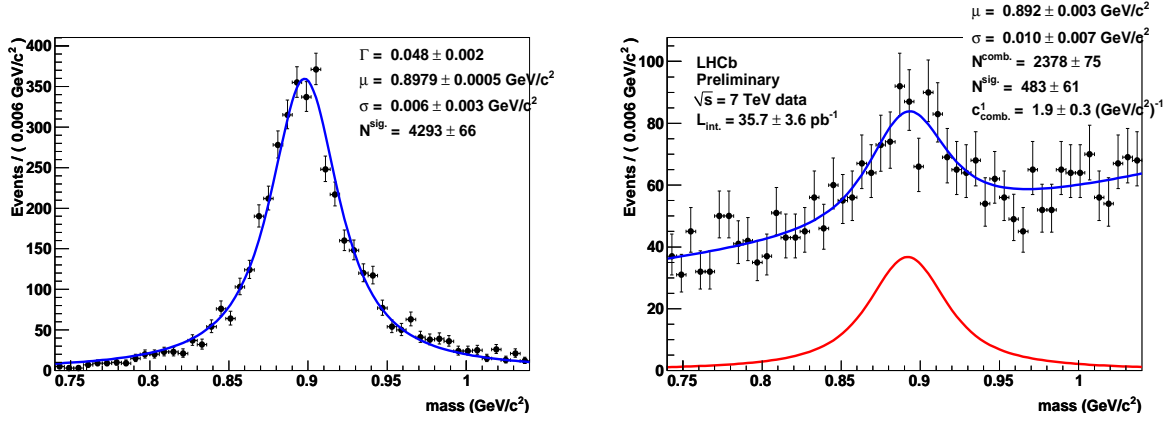 Events / ( 0.006 GeV/c²)
400
350
300
250
200
150
100
50
0
Γ = 0.048 ± 0.002
μ = 0.8979 ± 0.0005 GeV/c²
σ = 0.006 ± 0.003 GeV/c²
N^sig. = 4293 ± 66
0.75 0.8 0.85 0.9 0.95 1
mass (GeV/c²)
Events / ( 0.006 GeV/c²)
100
80
60
40
20
0
LHCb
Preliminary
√s = 7 TeV data
L_int. = 35.7 ± 3.6 pb⁻¹
μ = 0.892 ± 0.003 GeV/c²
σ = 0.010 ± 0.007 GeV/c²
N^comb. = 2378 ± 75
N^sig. = 483 ± 61
c¹_comb. = 1.9 ± 0.3 (GeV/c²)⁻¹
0.75 0.8 0.85 0.9 0.95 1
mass (GeV/c²)